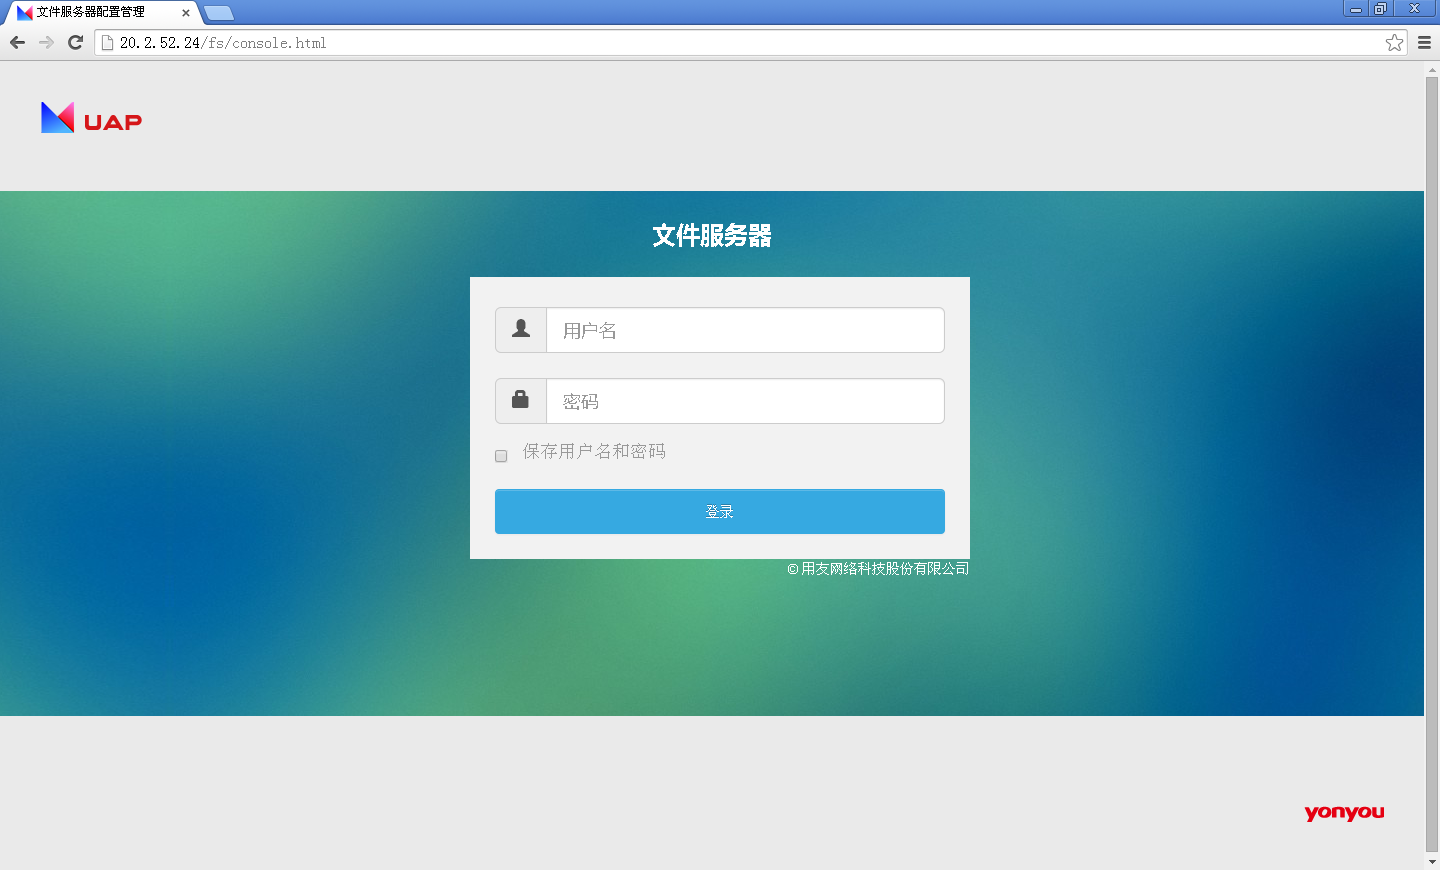 文件服务器配置管理
20.2.52.24/fs/console.html
UAP
文件服务器
用户名
密码
保存用户名和密码
登录
© 用友网络科技股份有限公司
yonyou